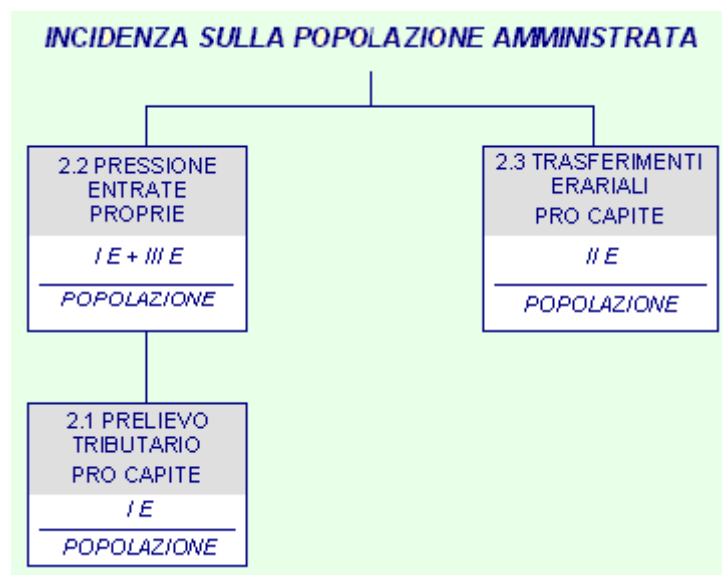 INCIDENZA SULLA POPOLAZIONE AMMINISTRATA
2.2 PRESSIONE
ENTRATE
PROPRIE
I E + III E
POPOLAZIONE
2.3 TRASFERIMENTI
ERARIALI
PRO CAPITE
II E
POPOLAZIONE
2.1 PRELIEVO
TRIBUTARIO
PRO CAPITE
I E
POPOLAZIONE